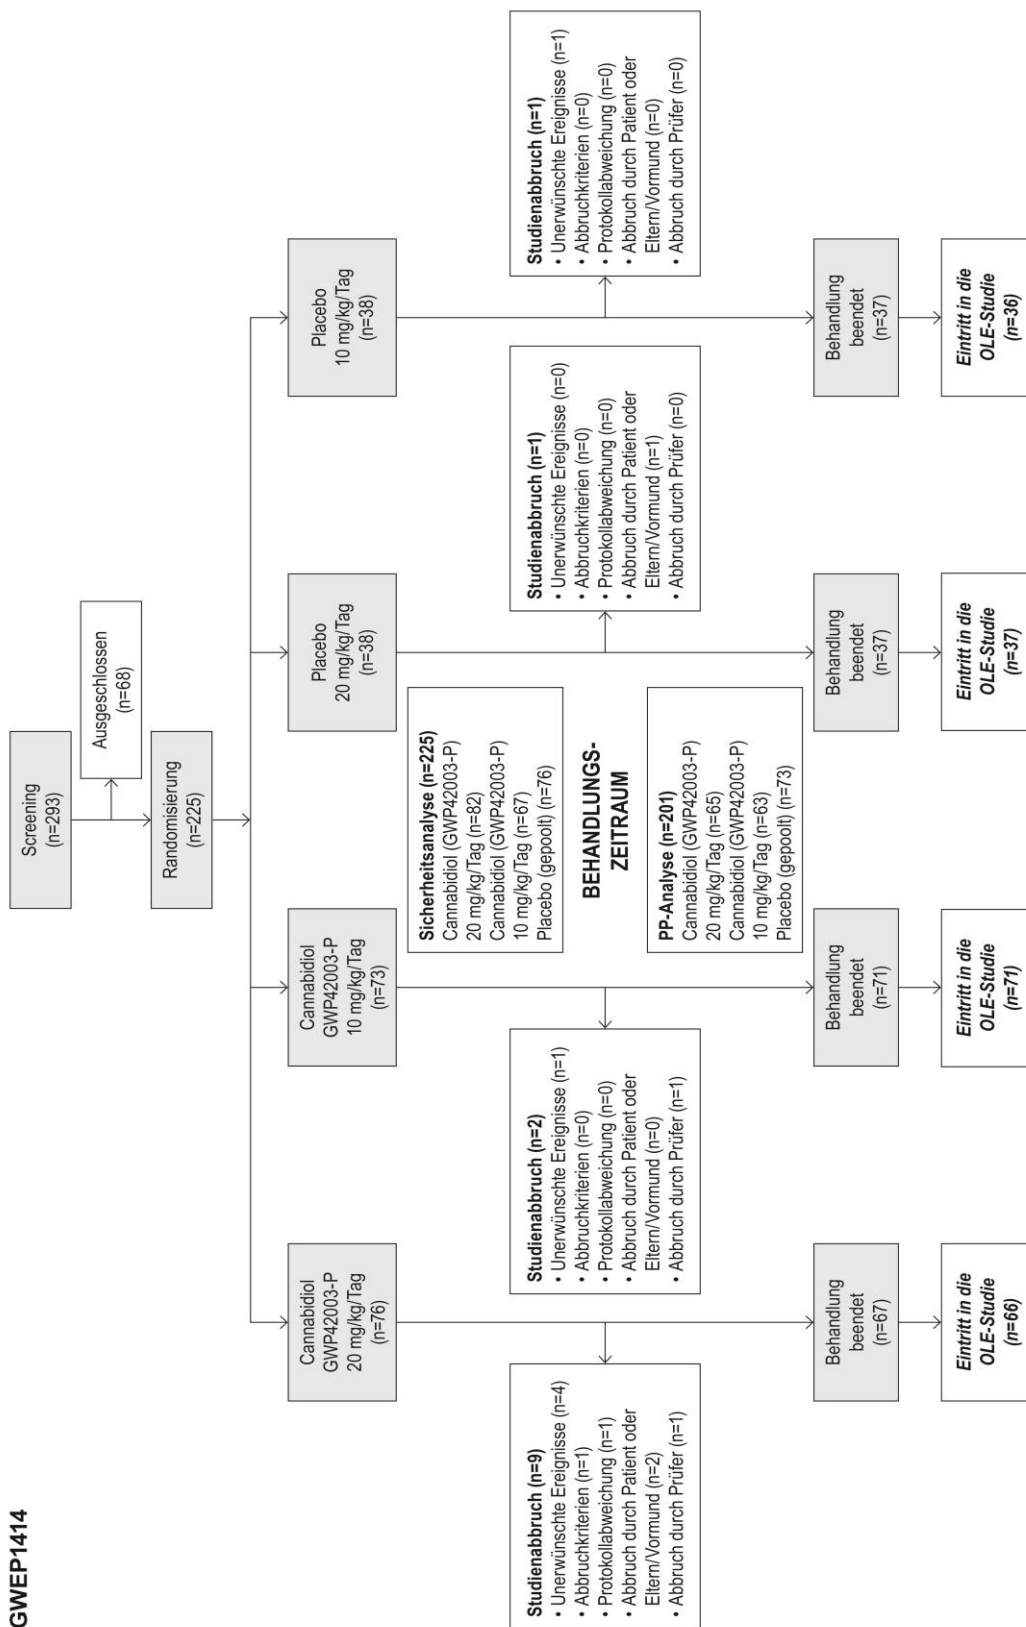 GWEP1414
Screening
(n=293)
Ausgeschlossen
(n=68)
Randomisierung
(n=225)
Cannabidiol
GWP42003-P
20 mg/kg/Tag
(n=76)
Cannabidiol
GWP42003-P
10 mg/kg/Tag
(n=73)
Placebo
20 mg/kg/Tag
(n=38)
Placebo
10 mg/kg/Tag
(n=38)
Sicherheitsanalyse (n=225)
Cannabidiol (GWP42003-P)
20 mg/kg/Tag (n=82)
Cannabidiol (GWP42003-P)
10 mg/kg/Tag (n=67)
Placebo (gepoolt) (n=76)
Studienabbruch (n=9)
• Unerwünschte Ereignisse (n=4)
• Abbruchkriterien (n=1)
• Protokollabweichung (n=1)
• Abbruch durch Patient oder
Eltern/Vormund (n=2)
• Abbruch durch Prüfer (n=1)
Studienabbruch (n=2)
• Unerwünschte Ereignisse (n=1)
• Abbruchkriterien (n=0)
• Protokollabweichung (n=0)
• Abbruch durch Patient oder
Eltern/Vormund (n=0)
• Abbruch durch Prüfer (n=1)
BEHANDLUNGS-
ZEITRAUM
Studienabbruch (n=1)
• Unerwünschte Ereignisse (n=0)
• Abbruchkriterien (n=0)
• Protokollabweichung (n=0)
• Abbruch durch Patient oder
Eltern/Vormund (n=1)
• Abbruch durch Prüfer (n=0)
Studienabbruch (n=1)
• Unerwünschte Ereignisse (n=1)
• Abbruchkriterien (n=0)
• Protokollabweichung (n=0)
• Abbruch durch Patient oder
Eltern/Vormund (n=0)
• Abbruch durch Prüfer (n=0)
PP-Analyse (n=201)
Cannabidiol (GWP42003-P)
20 mg/kg/Tag (n=65)
Cannabidiol (GWP42003-P)
10 mg/kg/Tag (n=63)
Placebo (gepoolt) (n=73)
Behandlung
beendet
(n=67)
Behandlung
beendet
(n=71)
Behandlung
beendet
(n=37)
Behandlung
beendet
(n=37)
Eintritt in die
OLE-Studie
(n=66)
Eintritt in die
OLE-Studie
(n=71)
Eintritt in die
OLE-Studie
(n=37)
Eintritt in die
OLE-Studie
(n=36)